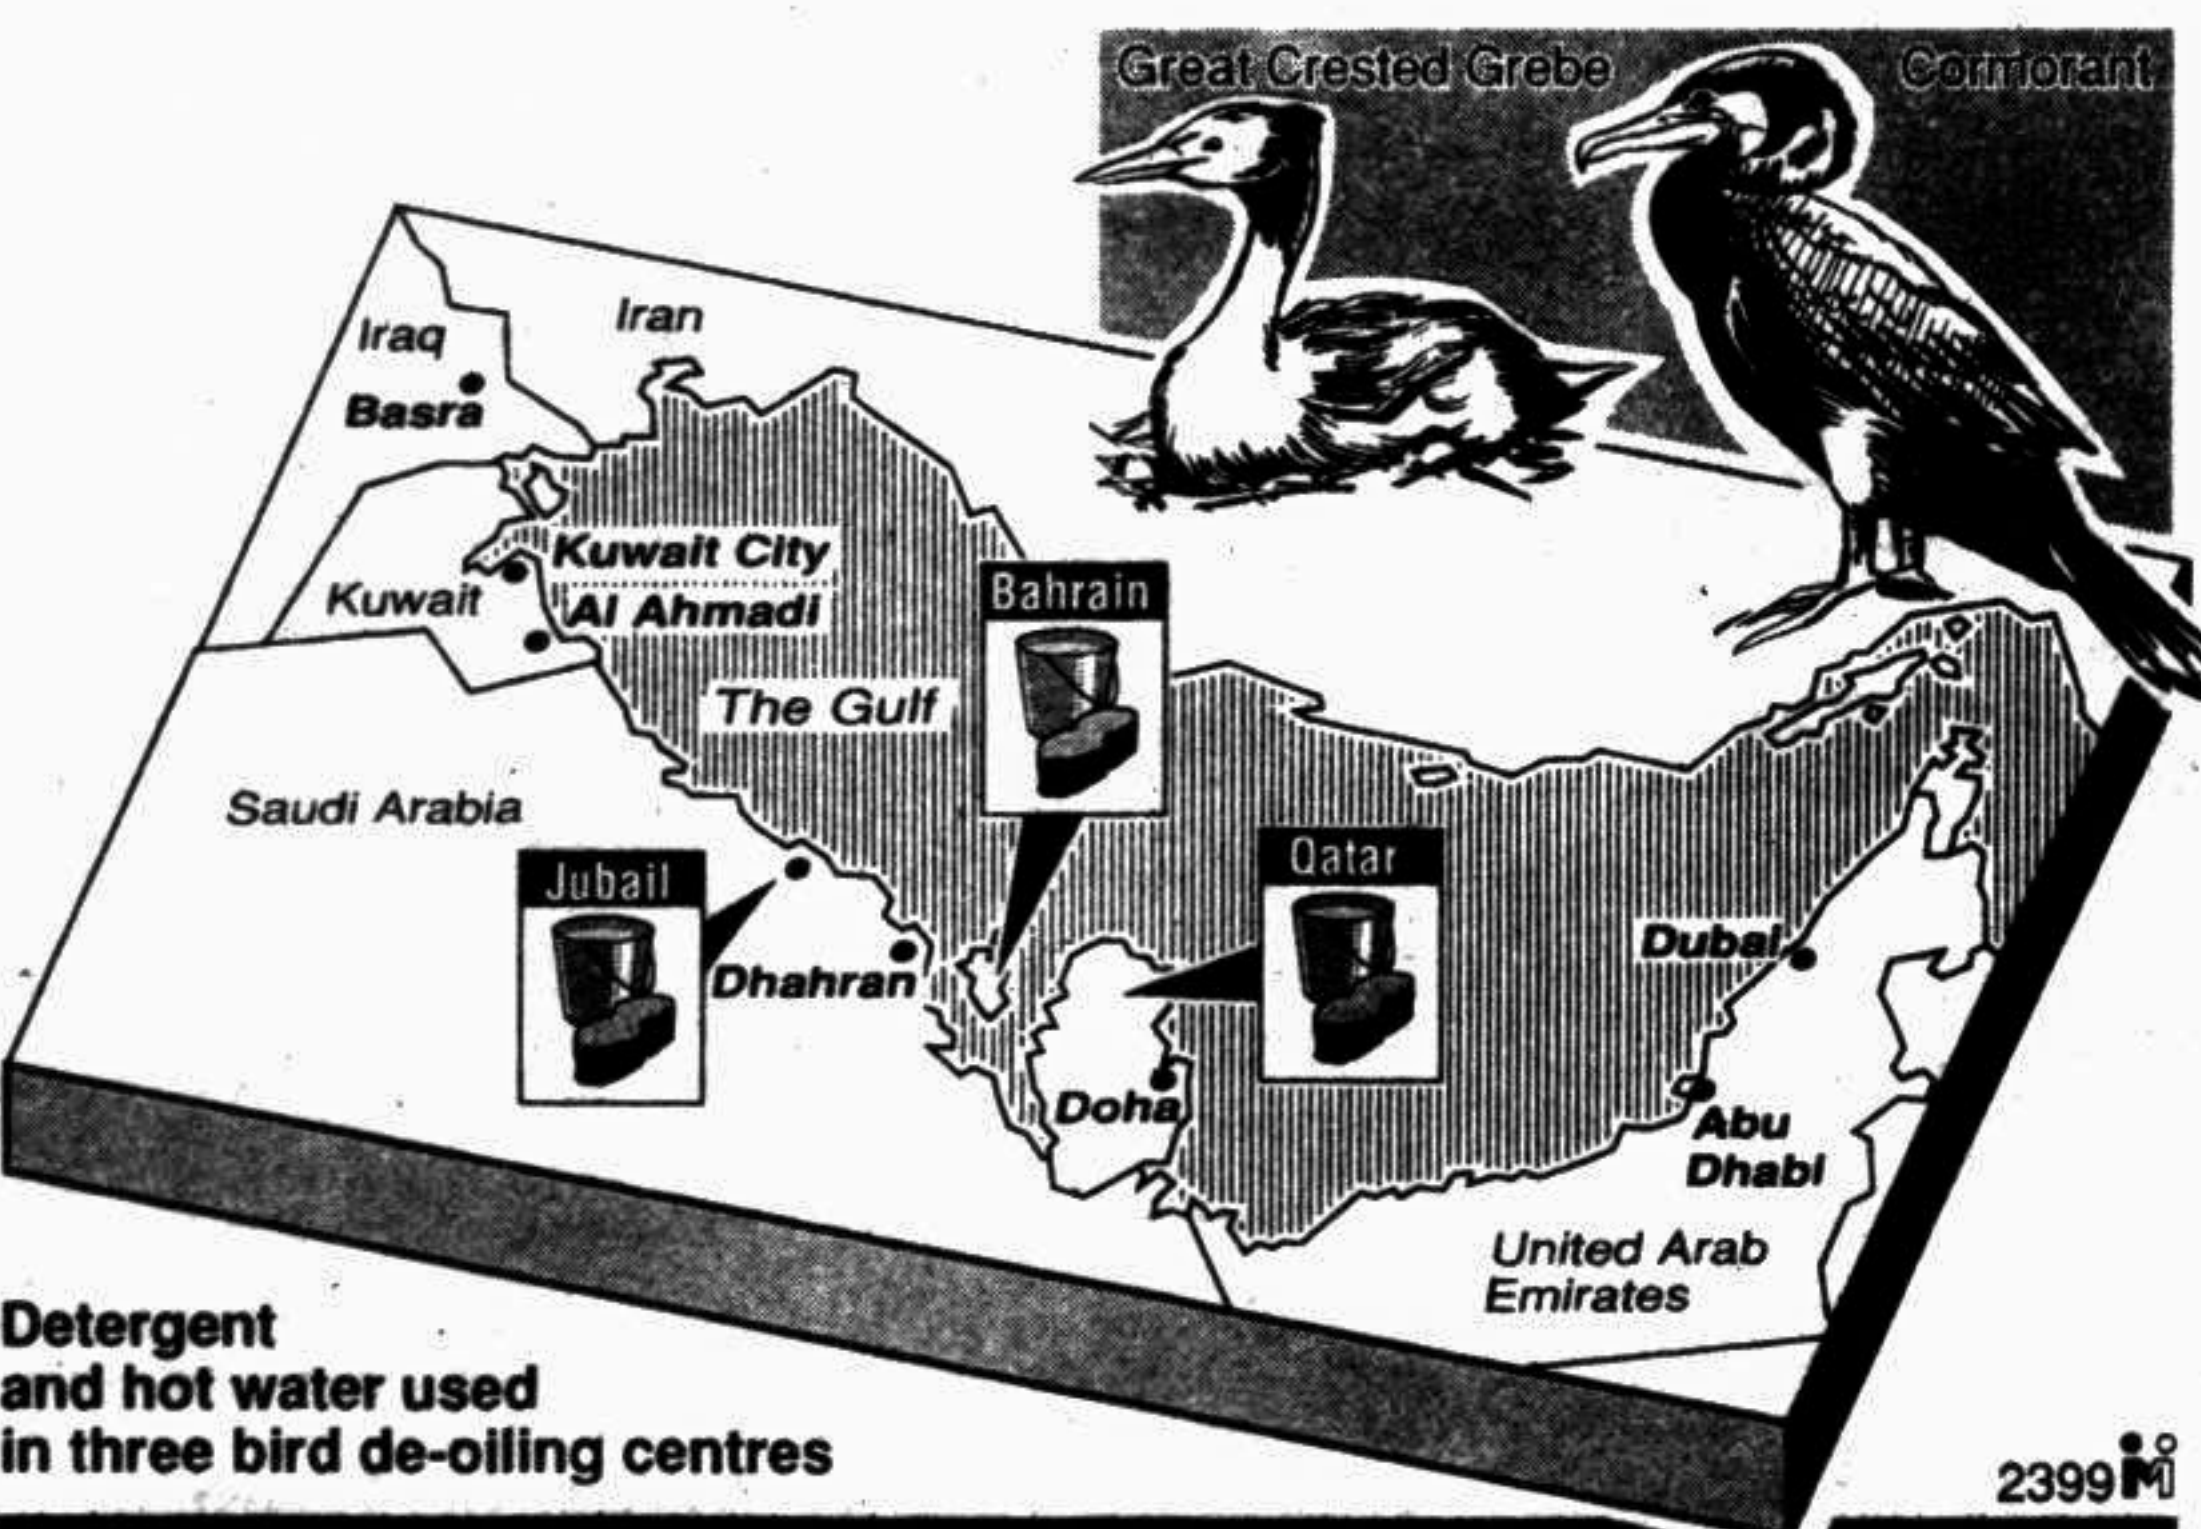 Great Crested Grebe
Cormorant
Iran
Iraq
Basra
Kuwait City
Kuwait
Al Ahmadi
Bahrain
The Gulf
Saudi Arabia
Jubail
Qatar
Dhahran
Dubai
Doha
Abu
Dhabi
United Arab
Emirates
Detergent
and hot water used
in three bird de-oiling centres
2399